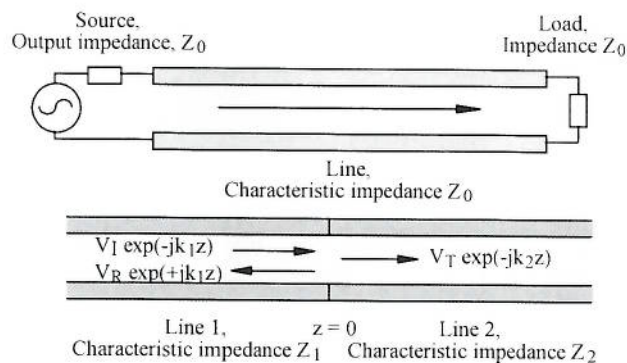 Source,
Output impedance, Z0
Load,
Impedance Z0
Line,
Characteristic impedance Z0
VI exp(-jk1z)
VR exp(+jk1z)
VT exp(-jk2z)
Line 1,
Characteristic impedance Z1
z = 0
Line 2,
Characteristic impedance Z2